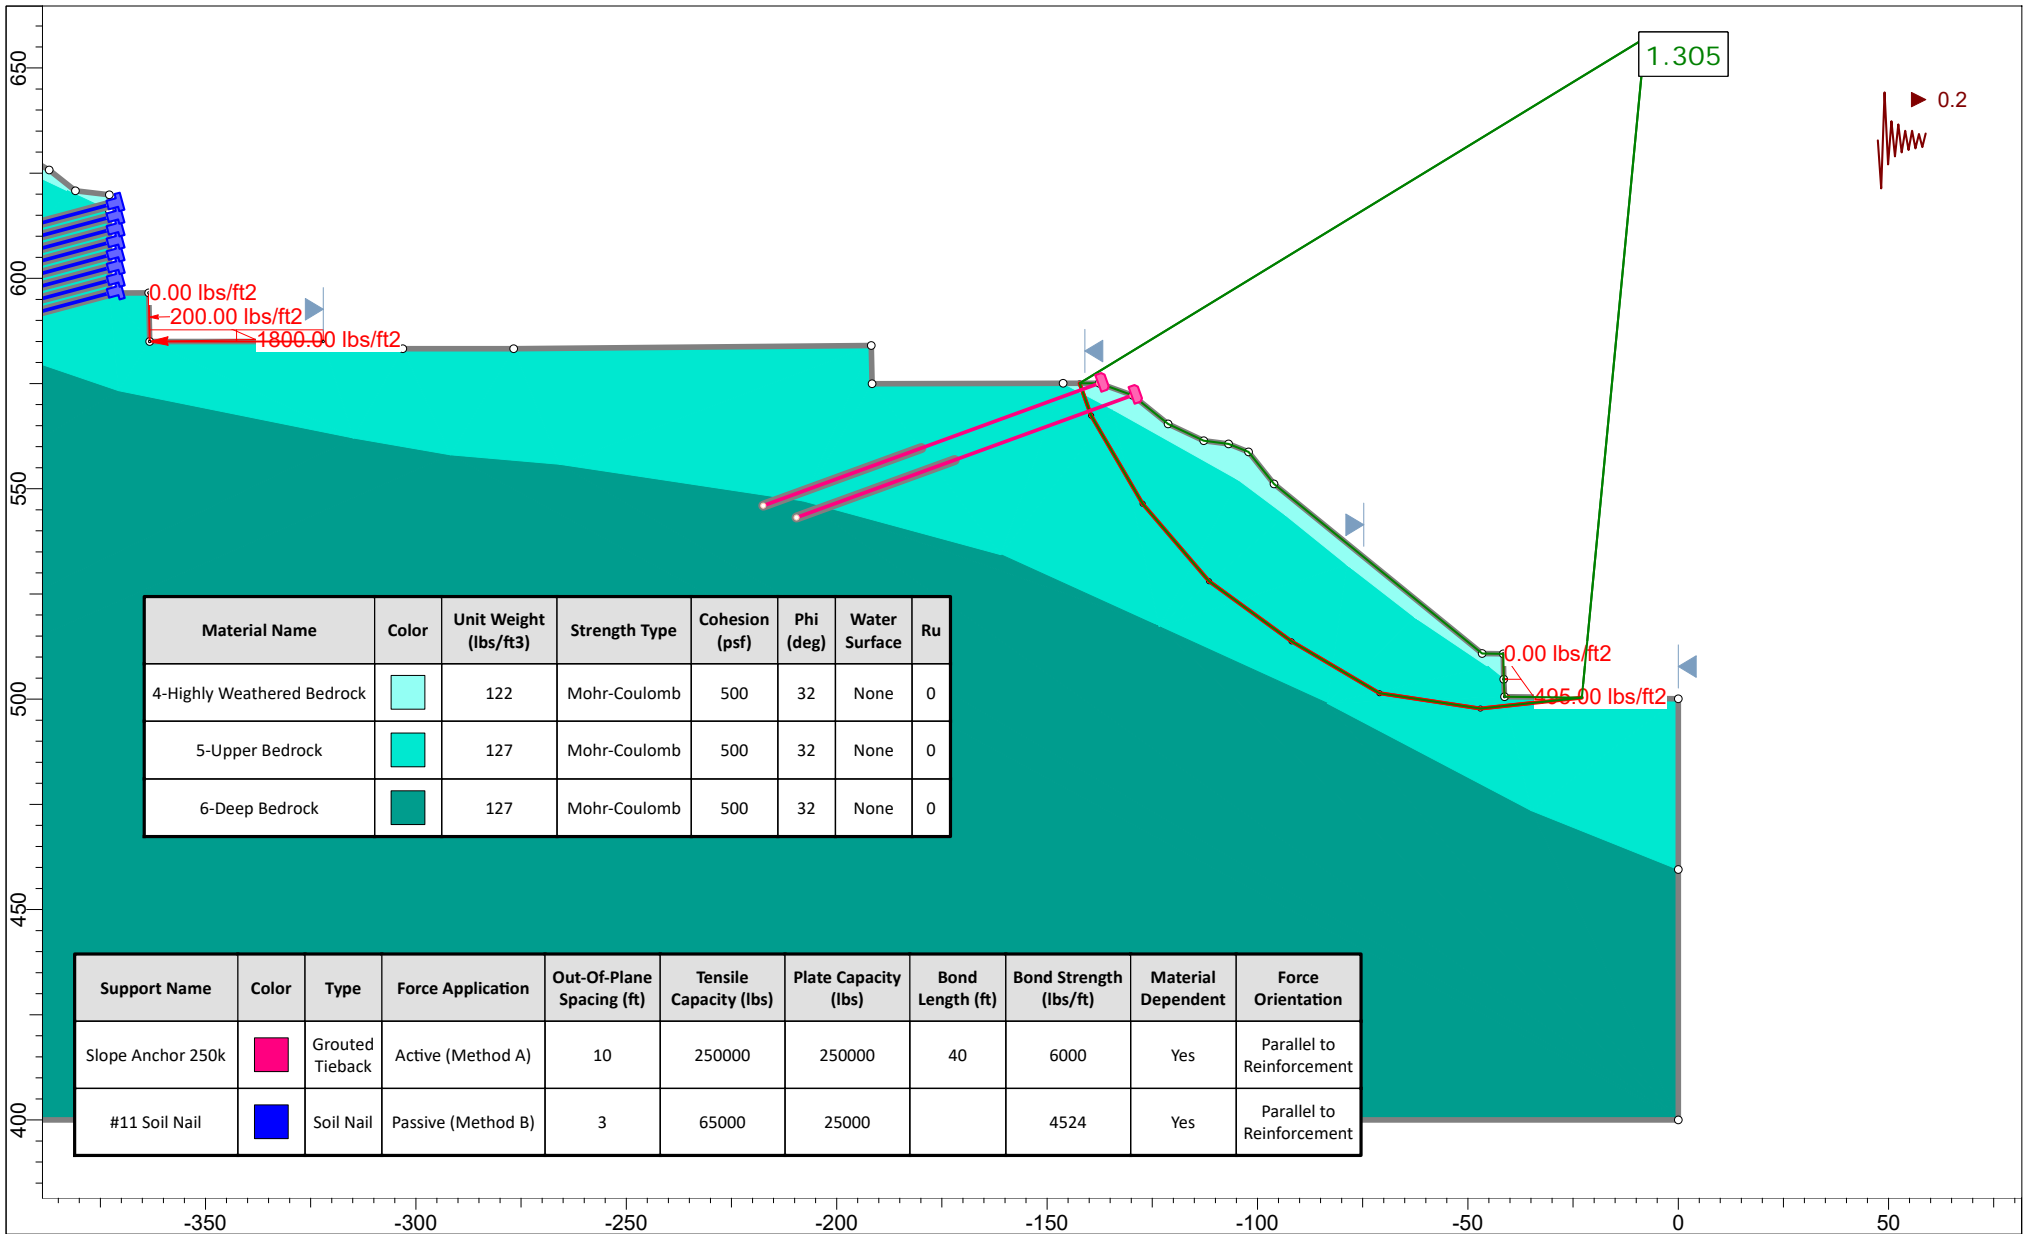 650
600
550
500
450
400
1.305
0.2
0.00 lbs/ft2
200.00 lbs/ft2
1800.00 lbs/ft2
0.00 lbs/ft2
495.00 lbs/ft2
Material Name Color Unit Weight (lbs/ft3) Strength Type Cohesion (psf) Phi (deg) Water Surface Ru
4-Highly Weathered Bedrock 122 Mohr-Coulomb 500 32 None 0
5-Upper Bedrock 127 Mohr-Coulomb 500 32 None 0
6-Deep Bedrock 127 Mohr-Coulomb 500 32 None 0
Support Name Color Type Force Application Out-Of-Plane Spacing (ft) Tensile Capacity (lbs) Plate Capacity (lbs) Bond Length (ft) Bond Strength (lbs/ft) Material Dependent Force Orientation
Slope Anchor 250k Grouted Tieback Active (Method A) 10 250000 250000 40 6000 Yes Parallel to Reinforcement
#11 Soil Nail Soil Nail Passive (Method B) 3 65000 25000 4524 Yes Parallel to Reinforcement
-350 -300 -250 -200 -150 -100 -50 0 50